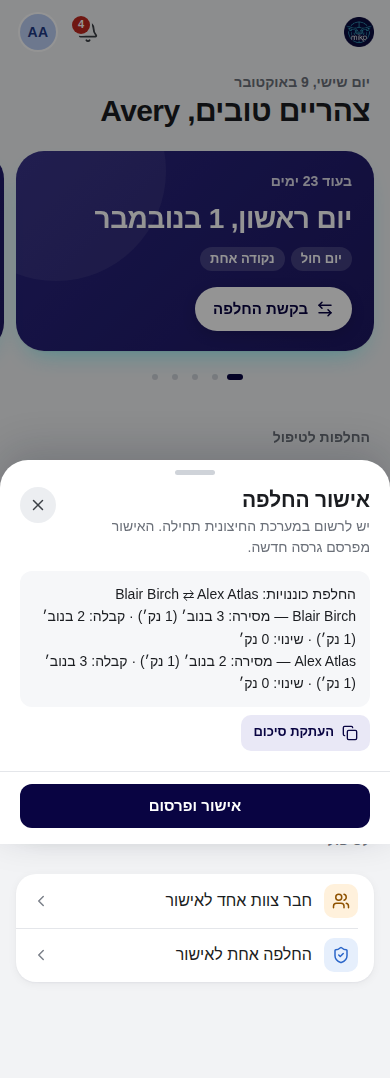 miko
4
AA
יום שישי, 9 באוקטובר
צהריים טובים, Avery
בעוד 23 ימים
יום ראשון, 1 בנובמבר
יום חול
נקודה אחת
בקשת החלפה
החלפות לטיפול
אישור החלפה
יש לרשום במערכת החיצונית תחילה. האישור
מפרסם גרסה חדשה.
החלפת כוננויות: Blair Birch ⇄ Alex Atlas
Blair Birch — מסירה: 3 בנוב׳ (1 נק׳) · קבלה: 2 בנוב׳
(1 נק׳) · שינוי: 0 נק׳
Alex Atlas — מסירה: 2 בנוב׳ (1 נק׳) · קבלה: 3 בנוב׳
(1 נק׳) · שינוי: 0 נק׳
העתקת סיכום
אישור ופרסום
חבר צוות אחד לאישור
החלפה אחת לאישור